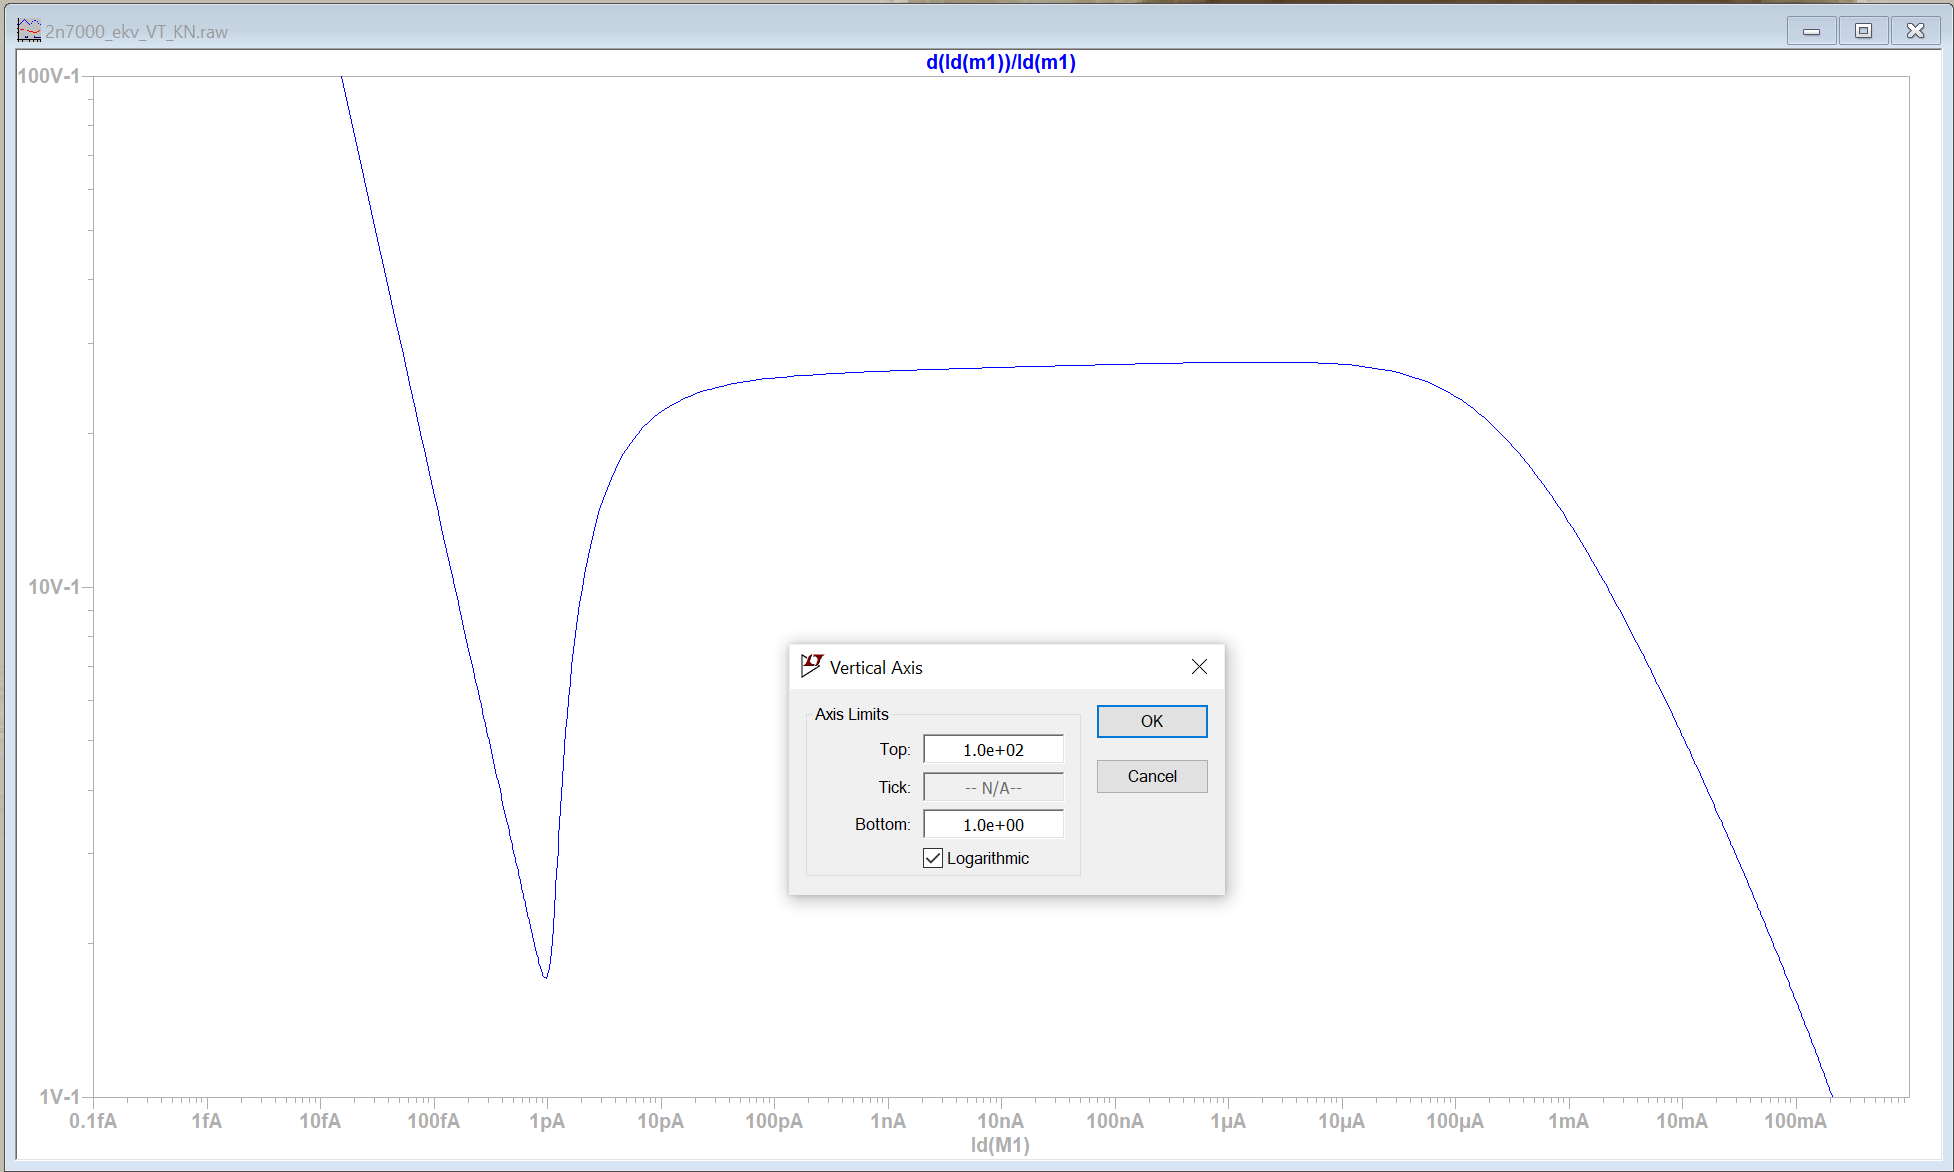 2n7000_ekv_VT_KN.raw
d(Id(m1))/Id(m1)
100V-1
10V-1
1V-1
Vertical Axis
Axis Limits
Top: 1.0e+02
OK
Tick: -- N/A--
Cancel
Bottom: 1.0e+00
Logarithmic
0.1fA 1fA 10fA 100fA 1pA 10pA 100pA 1nA 10nA 100nA 1µA 10µA 100µA 1mA 10mA 100mA
Id(M1)